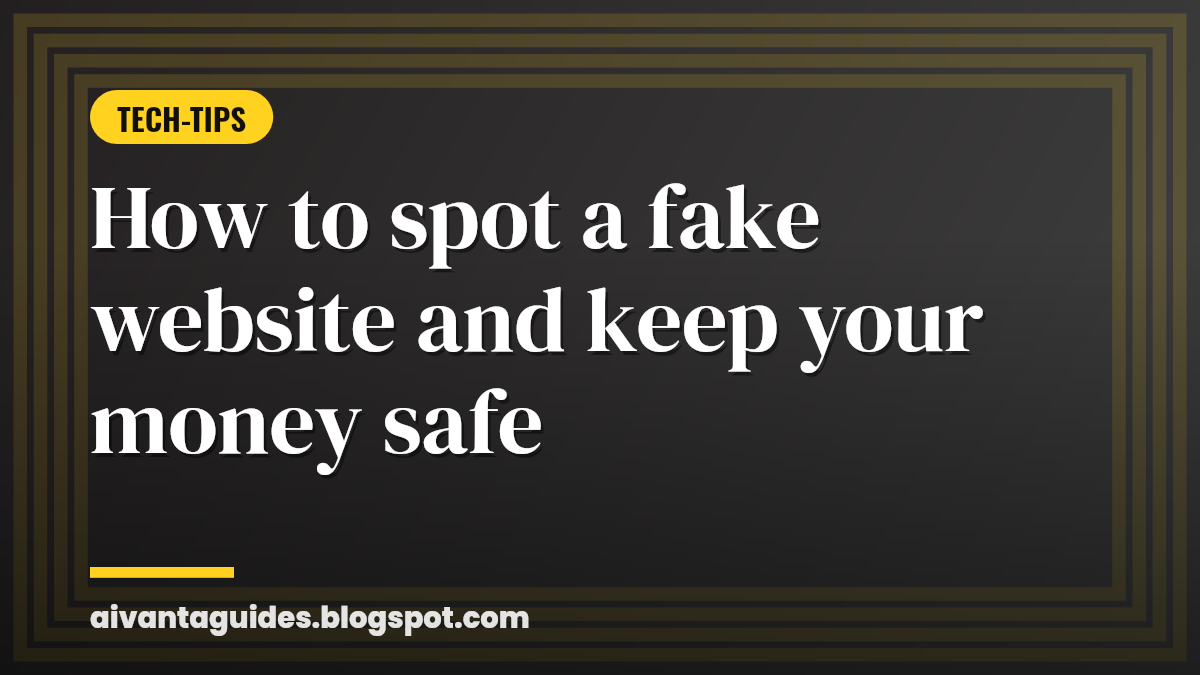 TECH-TIPS
How to spot a fake
website and keep your
money safe
aivantaguides.blogspot.com